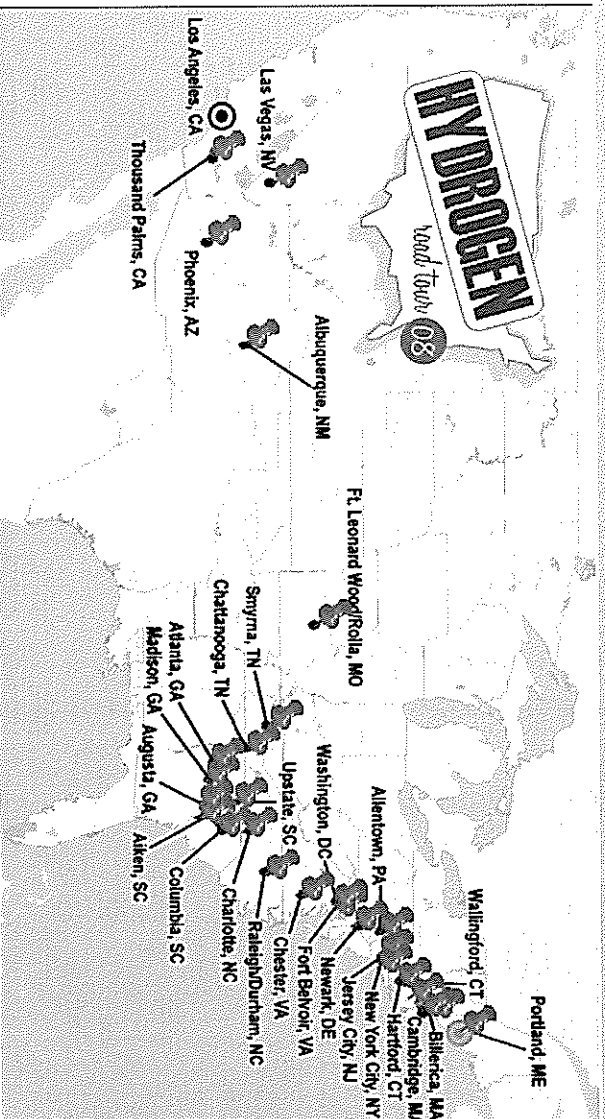 HYDROGEN
road tour 08
Portland, ME
Wallingford, CT
Billerica, MA
Cambridge, MA
Hartford, CT
New York City, NY
Jersey City, NJ
Allentown, PA
Newark, DE
Washington, DC
Fort Belvoir, VA
Chester, VA
Raleigh/Durham, NC
Charlotte, NC
Upstate, SC
Columbia, SC
Aiken, SC
Augusta, GA
Madison, GA
Atlanta, GA
Chattanooga, TN
Smyrna, TN
Ft. Leonard Wood/Rolla, MO
Albuquerque, NM
Phoenix, AZ
Las Vegas, NV
Thousand Palms, CA
Los Angeles, CA